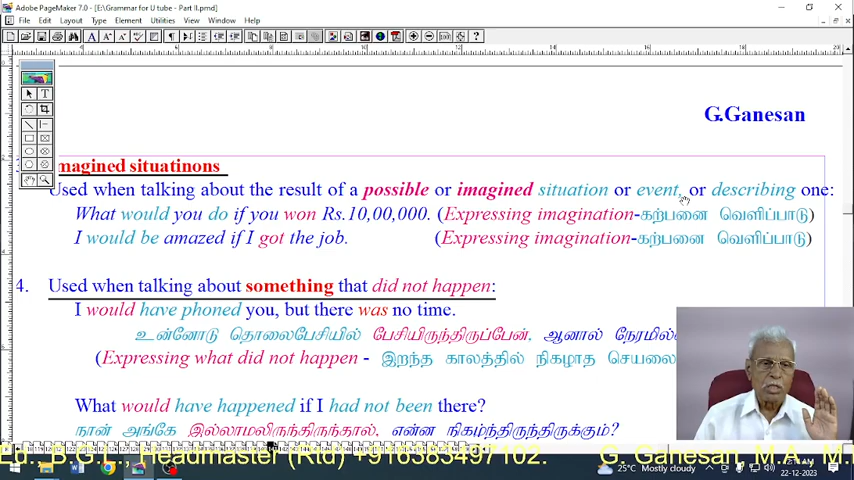 Adobe PageMaker 7.0 - [E:\Grammar for U tube - Part II.pmd]
File Edit Layout Type Element Utilities View Window Help
G.Ganesan
magined situatinons
Used when talking about the result of a possible or imagined situation or event, or describing one:
What would you do if you won Rs.10,00,000. (Expressing imagination-கற்பனை வெளிப்பாடு)
I would be amazed if I got the job. (Expressing imagination-கற்பனை வெளிப்பாடு)
4. Used when talking about something that did not happen:
I would have phoned you, but there was no time.
உன்னோடு தொலைபேசியில் பேசியிருந்திருப்பேன், ஆனால்
(Expressing what did not happen - இறந்த காலத்தில் நிகழாத செயலை
What would have happened if I had not been there?
நான் அங்கே இல்லாமலிருந்திருந்தால், என்ன நிகழ்ந்திருந்திருக்கும்?
Ed., B.G.L., Headmaster (Rtd) +916383497102. G. Ganesan, M.A., M.
25°C Mostly cloudy
22-12-2023